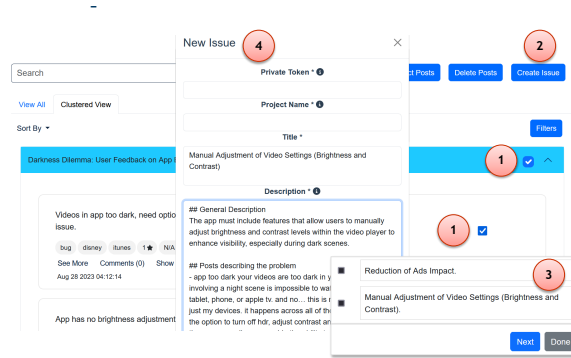 New Issue
4
2
Search
ct Posts
Delete Posts
Create Issue
Private Token *
Project Name *
View All
Clustered View
Sort By
Filters
Title *
Manual Adjustment of Video Settings (Brightness and
Contrast)
Darkness Dilemma: User Feedback on App
1
Description *
## General Description
The app must include features that allow users to manually
adjust brightness and contrast levels within the video player to
enhance visibility, especially during dark scenes.
Videos in app too dark, need optio
issue.
1
bug
disney
itunes
1★
N/A
See More
Comments (0)
Show
Aug 28 2023 04:12:14
## Posts describing the problem
- app too dark your videos are too dark in y
involving a night scene is impossible to wa
tablet, phone, or apple tv. and no… this is
just my devices. it happens across all of the
the option to turn off hdr, adjust contrast an
App has no brightness adjustment
Reduction of Ads Impact.
3
Manual Adjustment of Video Settings (Brightness and
Contrast).
Next
Done